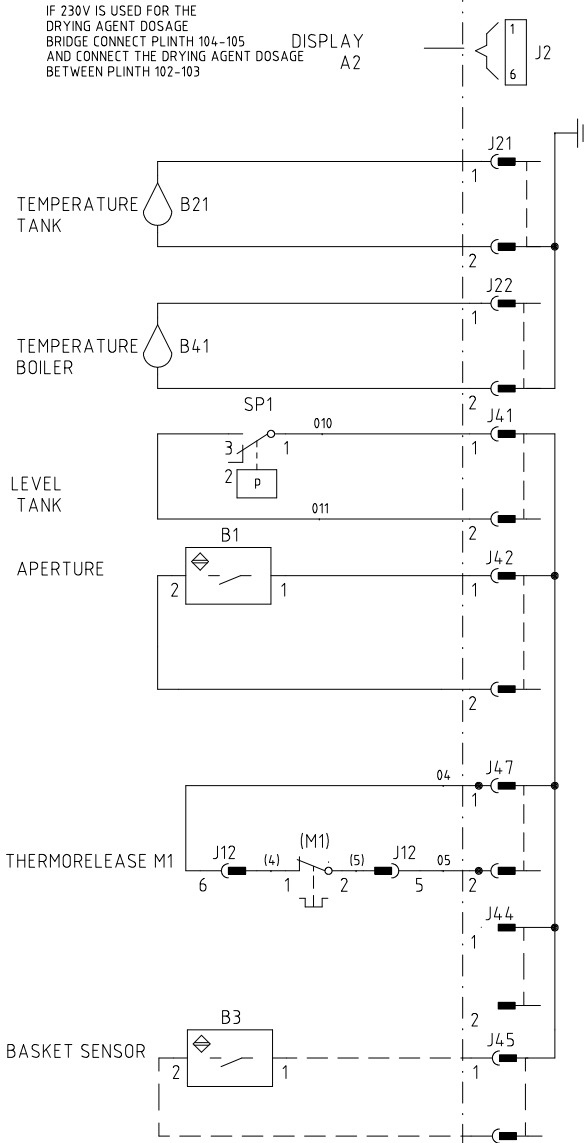 IF 230V IS USED FOR THE
DRYING AGENT DOSAGE
BRIDGE CONNECT PLINTH 104-105
AND CONNECT THE DRYING AGENT DOSAGE
BETWEEN PLINTH 102-103
DISPLAY
A2
1
6
J2
J21
1
TEMPERATURE
TANK
B21
2
J22
1
TEMPERATURE
BOILER
B41
2
SP1
J41
010
3
1
1
2
p
LEVEL
TANK
011
2
B1
J42
APERTURE
2
1
1
2
04
J47
1
(M1)
THERMORELEASE M1
J12
(4)
(5)
J12
05
6
1
2
5
2
J44
1
2
B3
J45
BASKET SENSOR
2
1
1